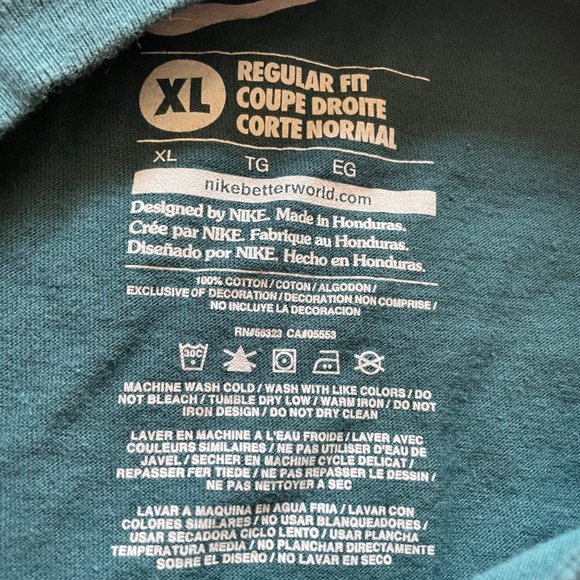 XL
REGULAR FIT
COUPE DROITE
CORTE NORMAL
XL TG EG
nikebetterworld.com
Designed by NIKE. Made in Honduras.
Crée par NIKE. Fabrique au Honduras.
Diseñado por NIKE. Hecho en Honduras.
100% COTTON / COTON / ALGODON /
EXCLUSIVE OF DECORATION / DECORATION NON COMPRISE /
NO INCLUYE LA DECORACION
RN#56323 CA#05553
30C
MACHINE WASH COLD / WASH WITH LIKE COLORS / DO
NOT BLEACH / TUMBLE DRY LOW / WARM IRON / DO NOT
IRON DESIGN / DO NOT DRY CLEAN
LAVER EN MACHINE A L'EAU FROIDE / LAVER AVEC
COULEURS SIMILAIRES / NE PAS UTILISER D'EAU DE
JAVEL / SECHER EN MACHINE CYCLE DELICAT /
REPASSER FER TIEDE / NE PAS REPASSER LE DESSIN /
NE PAS NETTOYER A SEC
LAVAR A MAQUINA EN AGUA FRIA / LAVAR CON
COLORES SIMILARES / NO USAR BLANQUEADORES /
USAR SECADORA CICLO LENTO / USAR PLANCHA
TEMPERATURA MEDIA / NO PLANCHAR DIRECTAMENTE
SOBRE EL DISEÑO / NO LAVAR EN SECO